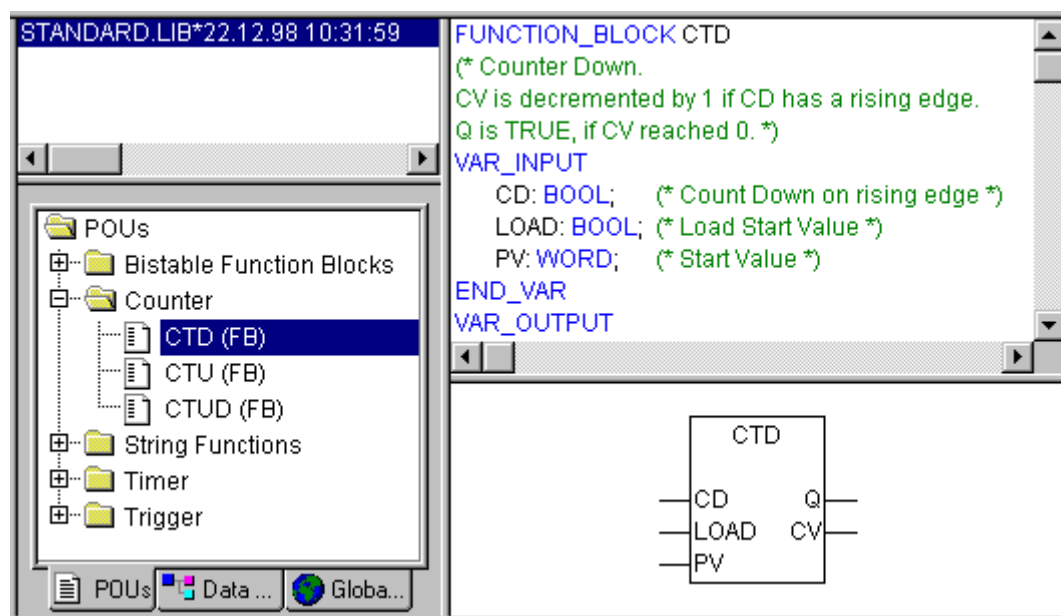 STANDARD.LIB*22.12.98 10:31:59
POUs
Bistable Function Blocks
Counter
CTD (FB)
CTU (FB)
CTUD (FB)
String Functions
Timer
Trigger
POUs
Data ...
Globa...
FUNCTION_BLOCK CTD
(* Counter Down.
CV is decremented by 1 if CD has a rising edge.
Q is TRUE, if CV reached 0. *)
VAR_INPUT
CD: BOOL; (* Count Down on rising edge *)
LOAD: BOOL; (* Load Start Value *)
PV: WORD; (* Start Value *)
END_VAR
VAR_OUTPUT
CTD
CD Q
LOAD CV
PV